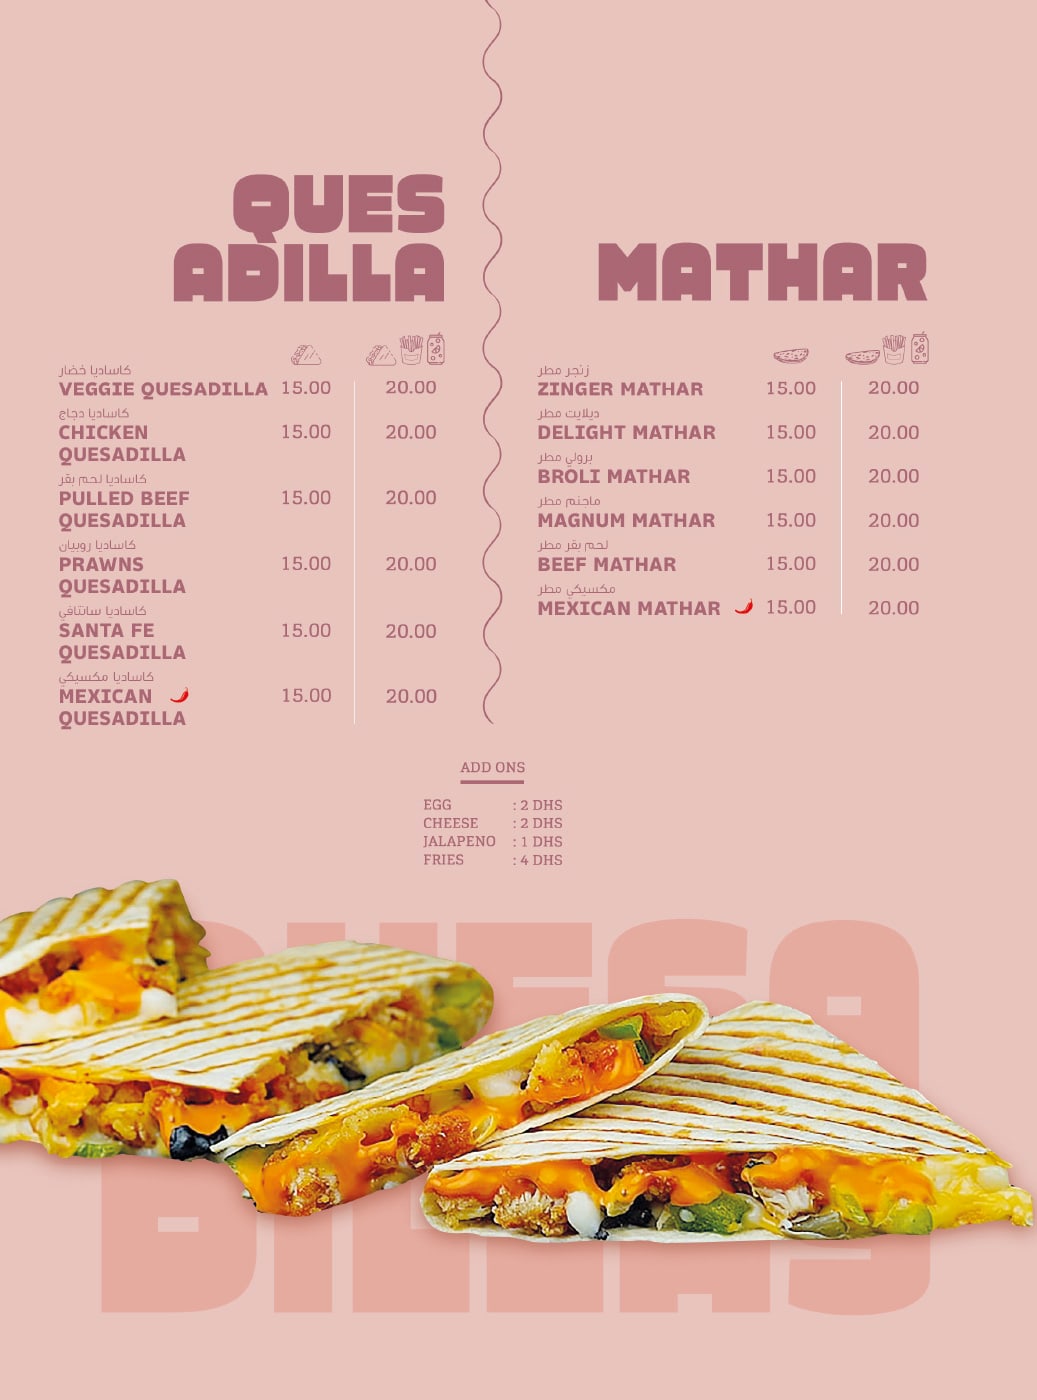 QUES
ADILLA
كاساديا خضار
VEGGIE QUESADILLA 15.00 20.00
كاساديا دجاج
CHICKEN 15.00 20.00
QUESADILLA
كاساديا لحم بقر
PULLED BEEF 15.00 20.00
QUESADILLA
كاساديا روبيان
PRAWNS 15.00 20.00
QUESADILLA
كاساديا سانتافي
SANTA FE 15.00 20.00
QUESADILLA
كاساديا مكسيكي
MEXICAN 15.00 20.00
QUESADILLA
MATHAR
زنجر مطر
ZINGER MATHAR 15.00 20.00
ديلايت مطر
DELIGHT MATHAR 15.00 20.00
برولي مطر
BROLI MATHAR 15.00 20.00
ماجنم مطر
MAGNUM MATHAR 15.00 20.00
لحم بقر مطر
BEEF MATHAR 15.00 20.00
مكسيكي مطر
MEXICAN MATHAR 15.00 20.00
ADD ONS
EGG : 2 DHS
CHEESE : 2 DHS
JALAPENO : 1 DHS
FRIES : 4 DHS
QUESA
DILLAS